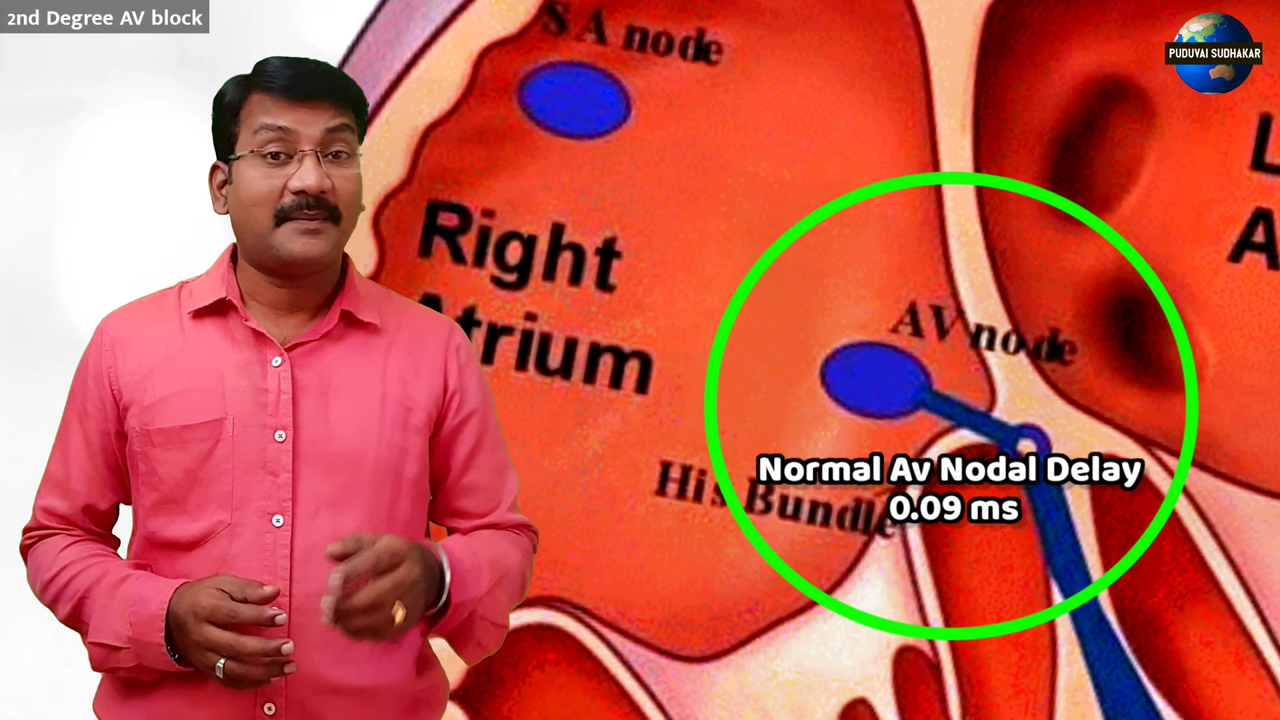 2nd Degree AV block
PUDUVAI SUDHAKAR
S A node
Right
Atrium
L
A
AV node
Normal Av Nodal Delay
0.09 ms
His Bundle